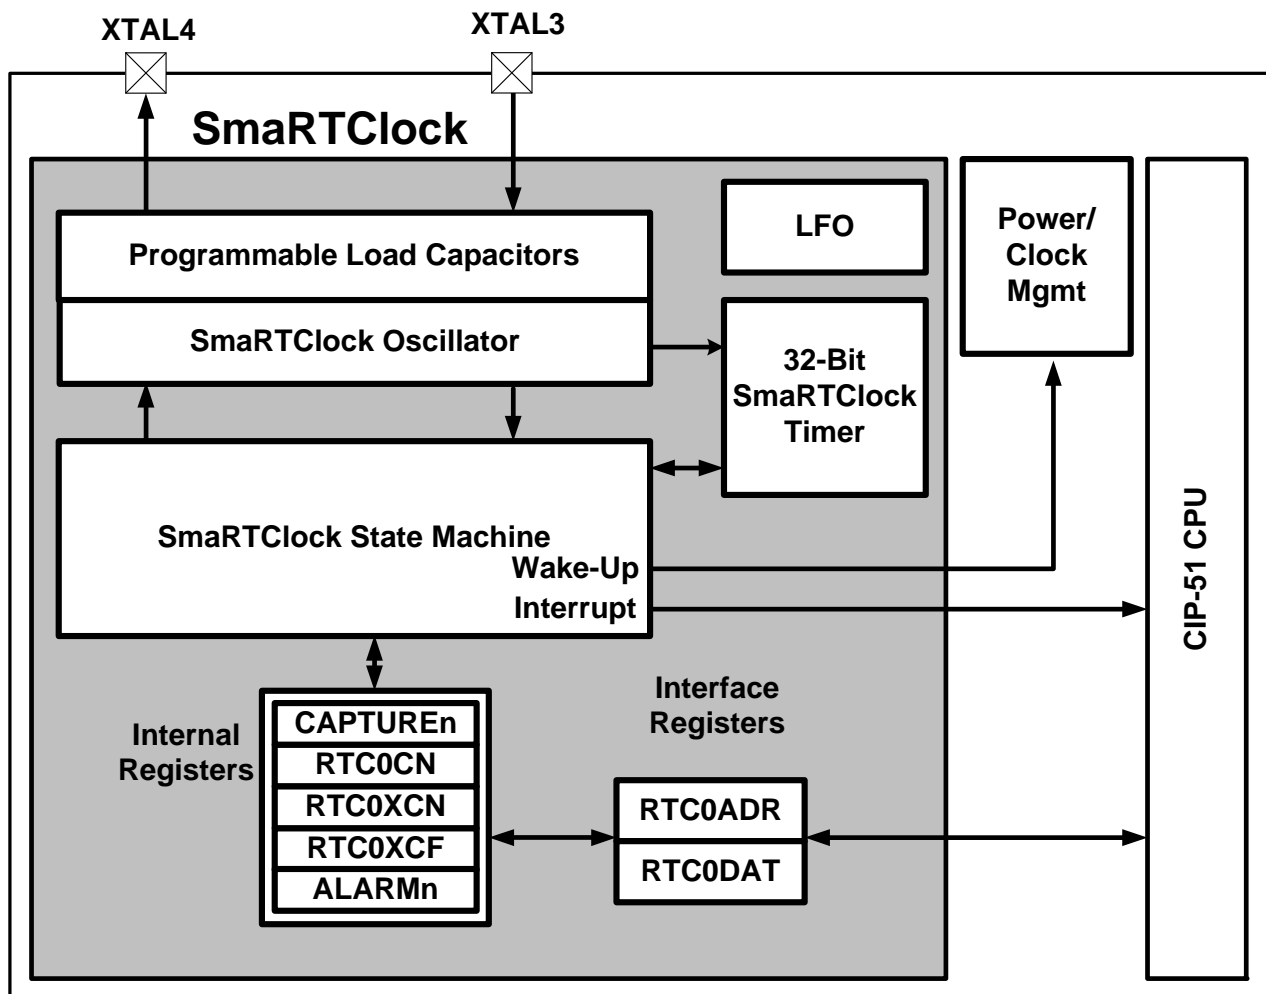 XTAL4
XTAL3
SmaRTClock
Programmable Load Capacitors
SmaRTClock Oscillator
LFO
32-Bit
SmaRTClock
Timer
Power/
Clock
Mgmt
CIP-51 CPU
SmaRTClock State Machine
Wake-Up
Interrupt
Internal
Registers
CAPTUREn
RTC0CN
RTC0XCN
RTC0XCF
ALARMn
Interface
Registers
RTC0ADR
RTC0DAT